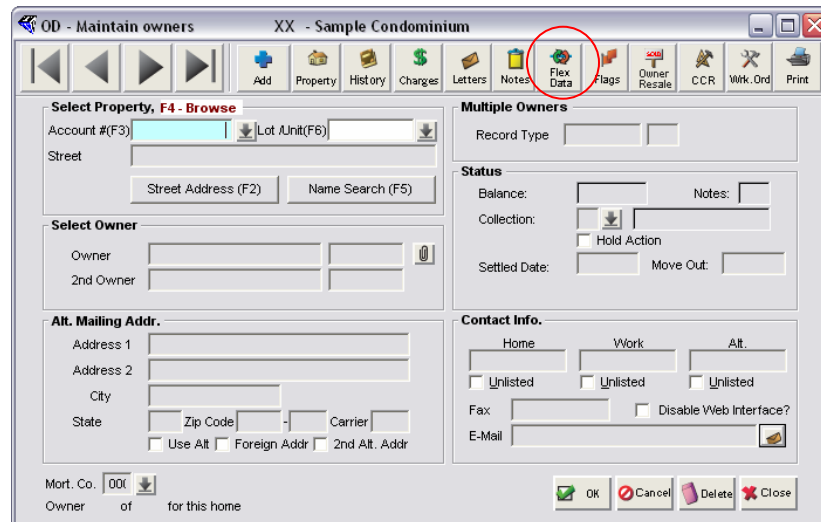 OD - Maintain owners XX - Sample Condominium
Add Property History Charges Letters Notes Flex Data Flags Owner Resale CCR Wrk.Ord Print
Select Property, F4 - Browse
Account #(F3) Lot /Unit(F6)
Street
Street Address (F2) Name Search (F5)
Select Owner
Owner
2nd Owner
Alt. Mailing Addr.
Address 1
Address 2
City
State Zip Code - Carrier
Use Alt Foreign Addr 2nd Alt. Addr
Mort. Co. 00(
Owner of for this home
Multiple Owners
Record Type
Status
Balance: Notes:
Collection:
Hold Action
Settled Date: Move Out:
Contact Info.
Home Work Alt.
Unlisted Unlisted Unlisted
Fax Disable Web Interface?
E-Mail
OK Cancel Delete Close